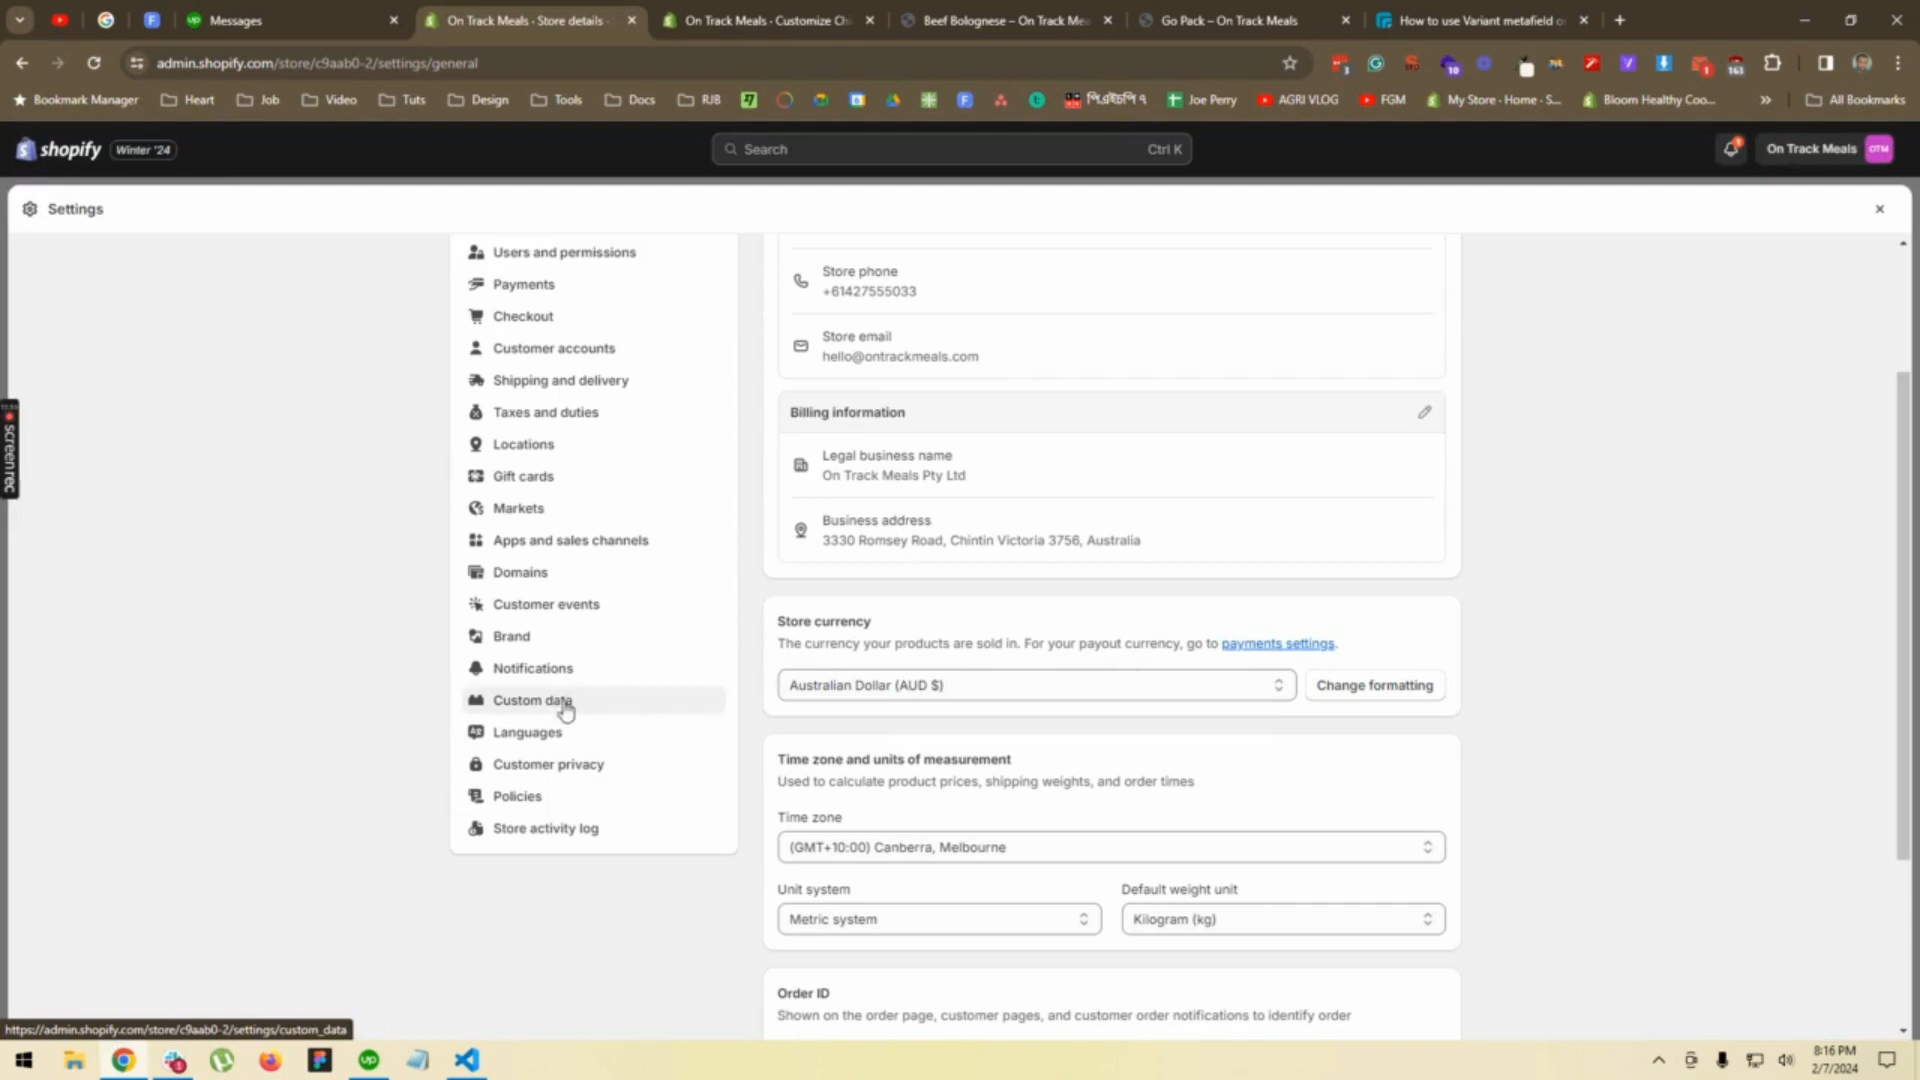 Messages
On Track Meals · Store details ·
On Track Meals · Customize Ch
Beef Bolognese – On Track Me
Go Pack – On Track Meals
How to use Variant metafield o
admin.shopify.com/store/c9aab0-2/settings/general
10
1
163
Bookmark Manager
Heart
Job
Video
Tuts
Design
Tools
Docs
RJB
Joe Perry
AGRI VLOG
FGM
My Store · Home · S...
Bloom Healthy Coo...
All Bookmarks
shopify
Winter '24
Search
Ctrl K
On Track Meals
OTM
Settings
Users and permissions
Payments
Checkout
Customer accounts
Shipping and delivery
Taxes and duties
Locations
Gift cards
Markets
Apps and sales channels
Domains
Customer events
Brand
Notifications
Custom data
Languages
Customer privacy
Policies
Store activity log
Store phone
+61427555033
Store email
hello@ontrackmeals.com
Billing information
Legal business name
On Track Meals Pty Ltd
Business address
3330 Romsey Road, Chintin Victoria 3756, Australia
Store currency
The currency your products are sold in. For your payout currency, go to payments settings.
Australian Dollar (AUD $)
Change formatting
Time zone and units of measurement
Used to calculate product prices, shipping weights, and order times
Time zone
(GMT+10:00) Canberra, Melbourne
Unit system
Default weight unit
Metric system
Kilogram (kg)
Order ID
Shown on the order page, customer pages, and customer order notifications to identify order
screenrec
https://admin.shopify.com/store/c9aab0-2/settings/custom_data
8:16 PM
2/7/2024